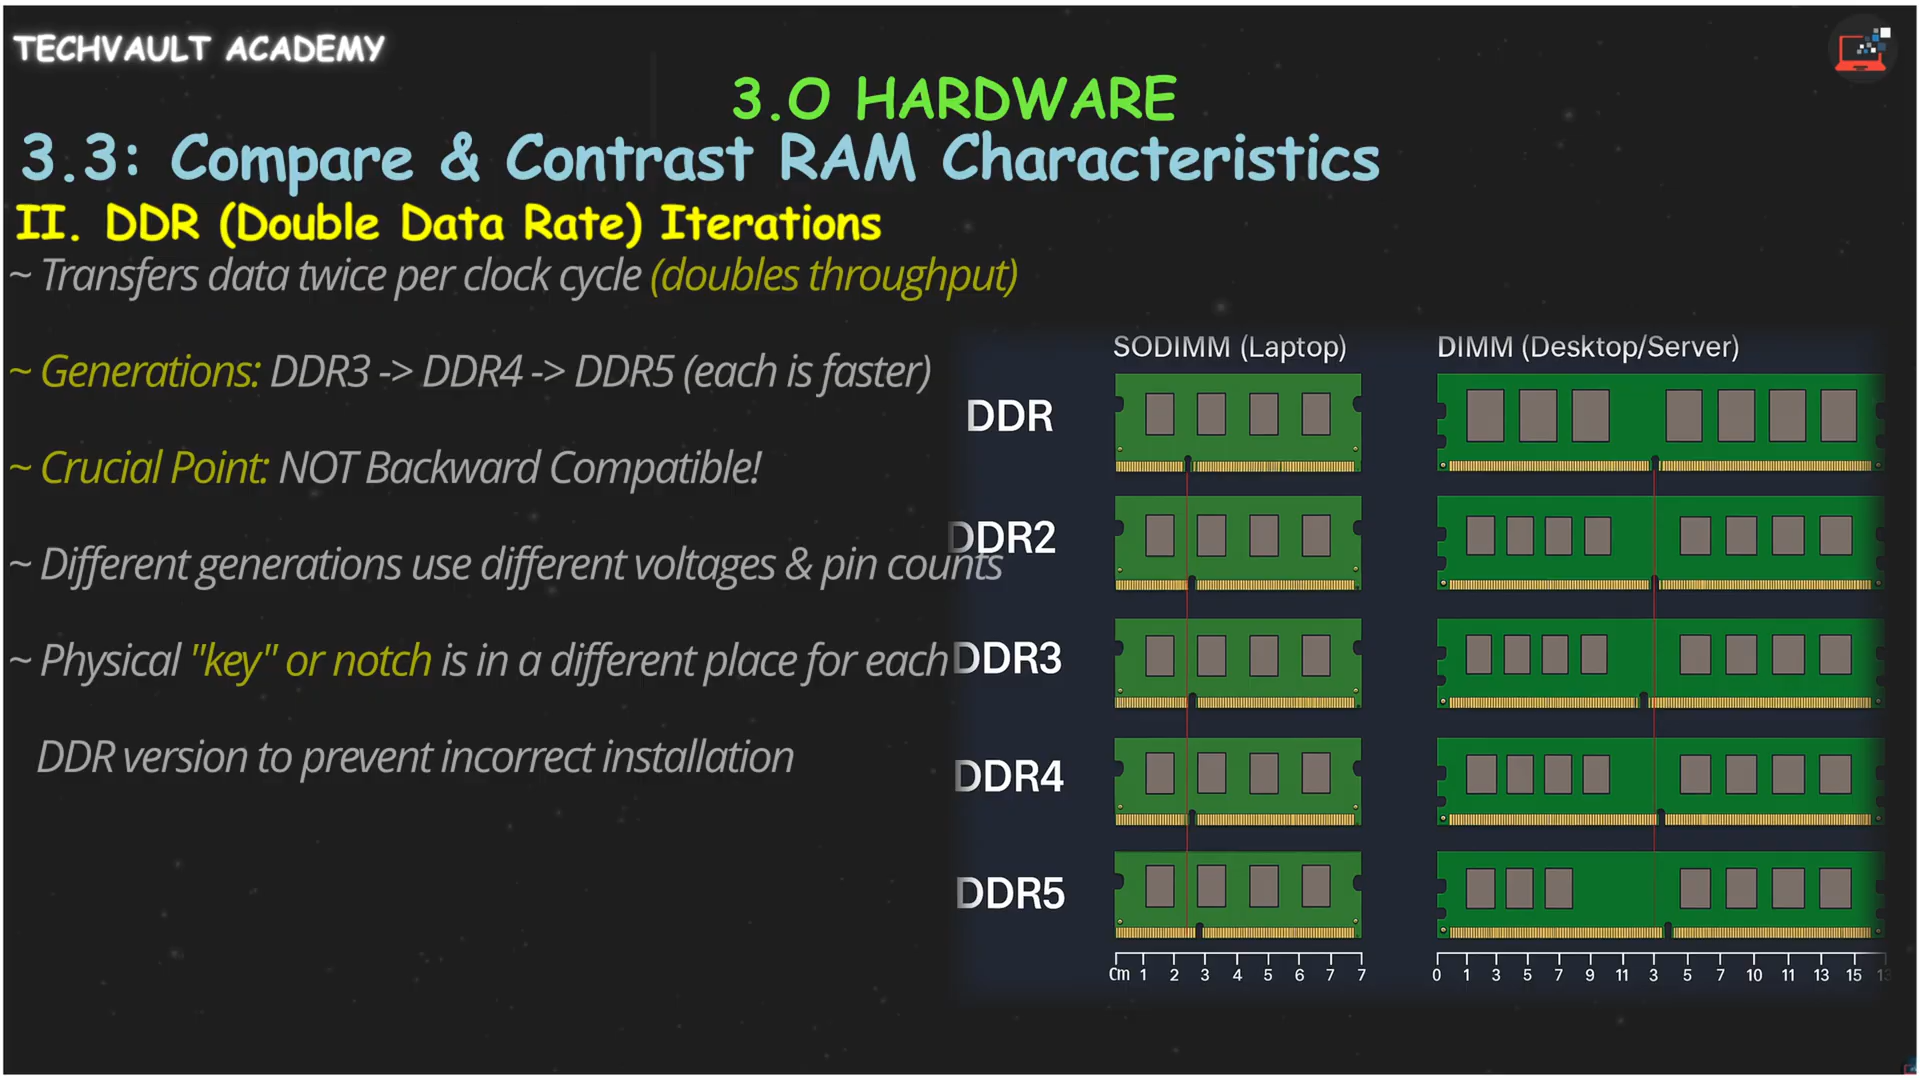 TECHVAULT ACADEMY
3.0 HARDWARE
3.3: Compare & Contrast RAM Characteristics
II. DDR (Double Data Rate) Iterations
~ Transfers data twice per clock cycle (doubles throughput)
~ Generations: DDR3 -> DDR4 -> DDR5 (each is faster)
~ Crucial Point: NOT Backward Compatible!
~ Different generations use different voltages & pin counts
~ Physical "key" or notch is in a different place for each
DDR version to prevent incorrect installation
SODIMM (Laptop) DIMM (Desktop/Server)
DDR
DDR2
DDR3
DDR4
DDR5
Cm 1 2 3 4 5 6 7 7
0 1 3 5 7 9 11 3 5 7 10 11 13 15 13